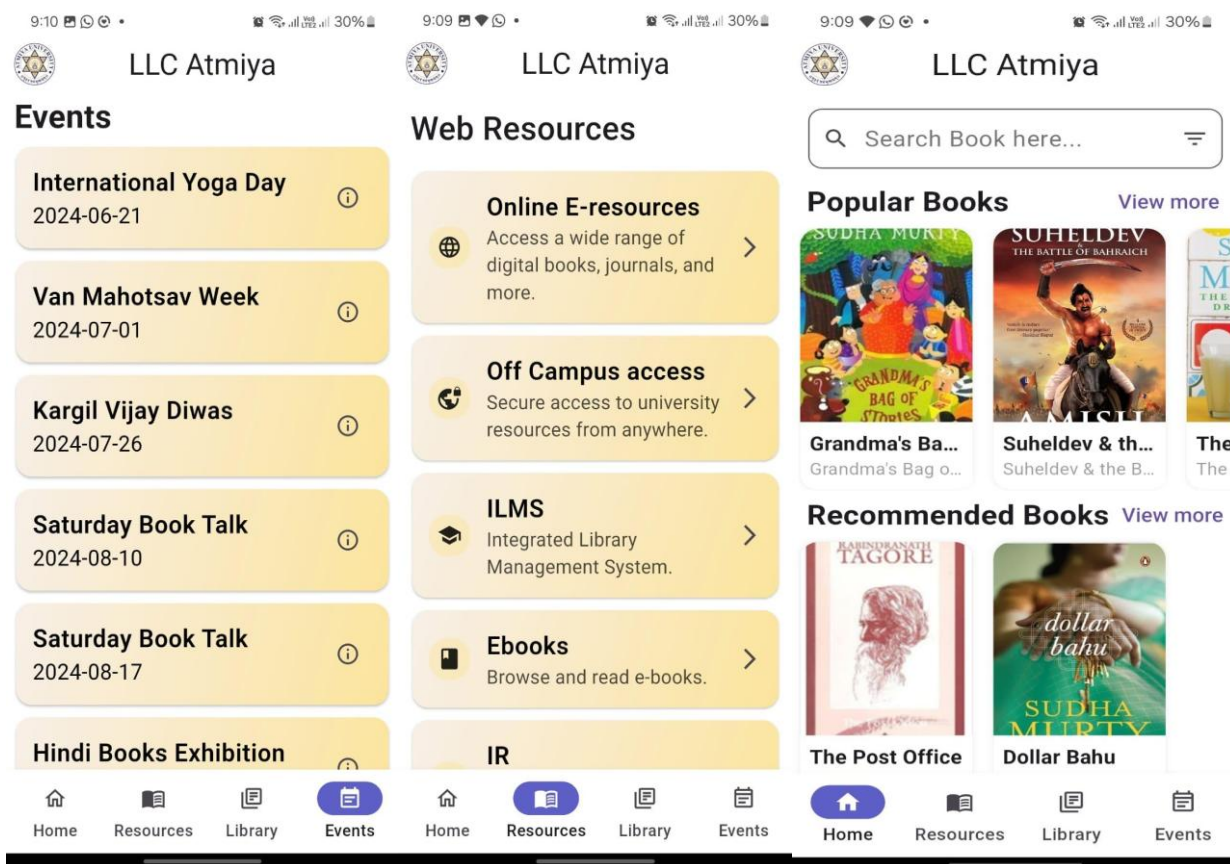 9:10
30%
LLC Atmiya
Events
International Yoga Day
2024-06-21
Van Mahotsav Week
2024-07-01
Kargil Vijay Diwas
2024-07-26
Saturday Book Talk
2024-08-10
Saturday Book Talk
2024-08-17
Hindi Books Exhibition
Home Resources Library Events
9:09
30%
LLC Atmiya
Web Resources
Online E-resources
Access a wide range of
digital books, journals, and
more.
Off Campus access
Secure access to university
resources from anywhere.
ILMS
Integrated Library
Management System.
Ebooks
Browse and read e-books.
IR
Home Resources Library Events
9:09
30%
LLC Atmiya
Search Book here...
Popular Books View more
SUDHA MURTY
GRANDMA'S
BAG OF
STORIES
SUHELDEV
THE BATTLE OF BAHRAICH
AMISH
Grandma's Ba... Suheldev & th... The
Grandma's Bag o... Suheldev & the B... The
Recommended Books View more
RABINDRANATH
TAGORE
dollar
bahu
SUDHA
MURTY
The Post Office Dollar Bahu
Home Resources Library Events